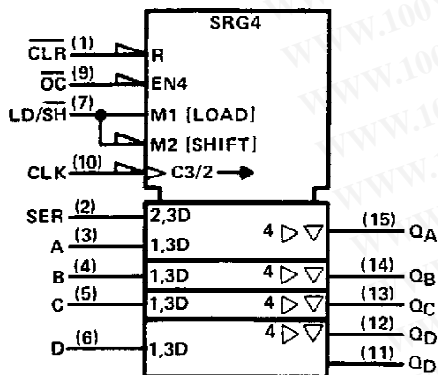 SRG4
CLR (1) R
OC (9) EN4
LD/SH (7) M1 [LOAD]
M2 [SHIFT]
CLK (10) C3/2
SER (2) 2,3D
A (3) 1,3D 4 (15) QA
B (4) 1,3D 4 (14) QB
C (5) 1,3D 4 (13) QC
D (6) 1,3D 4 (12) QD
(11) QD